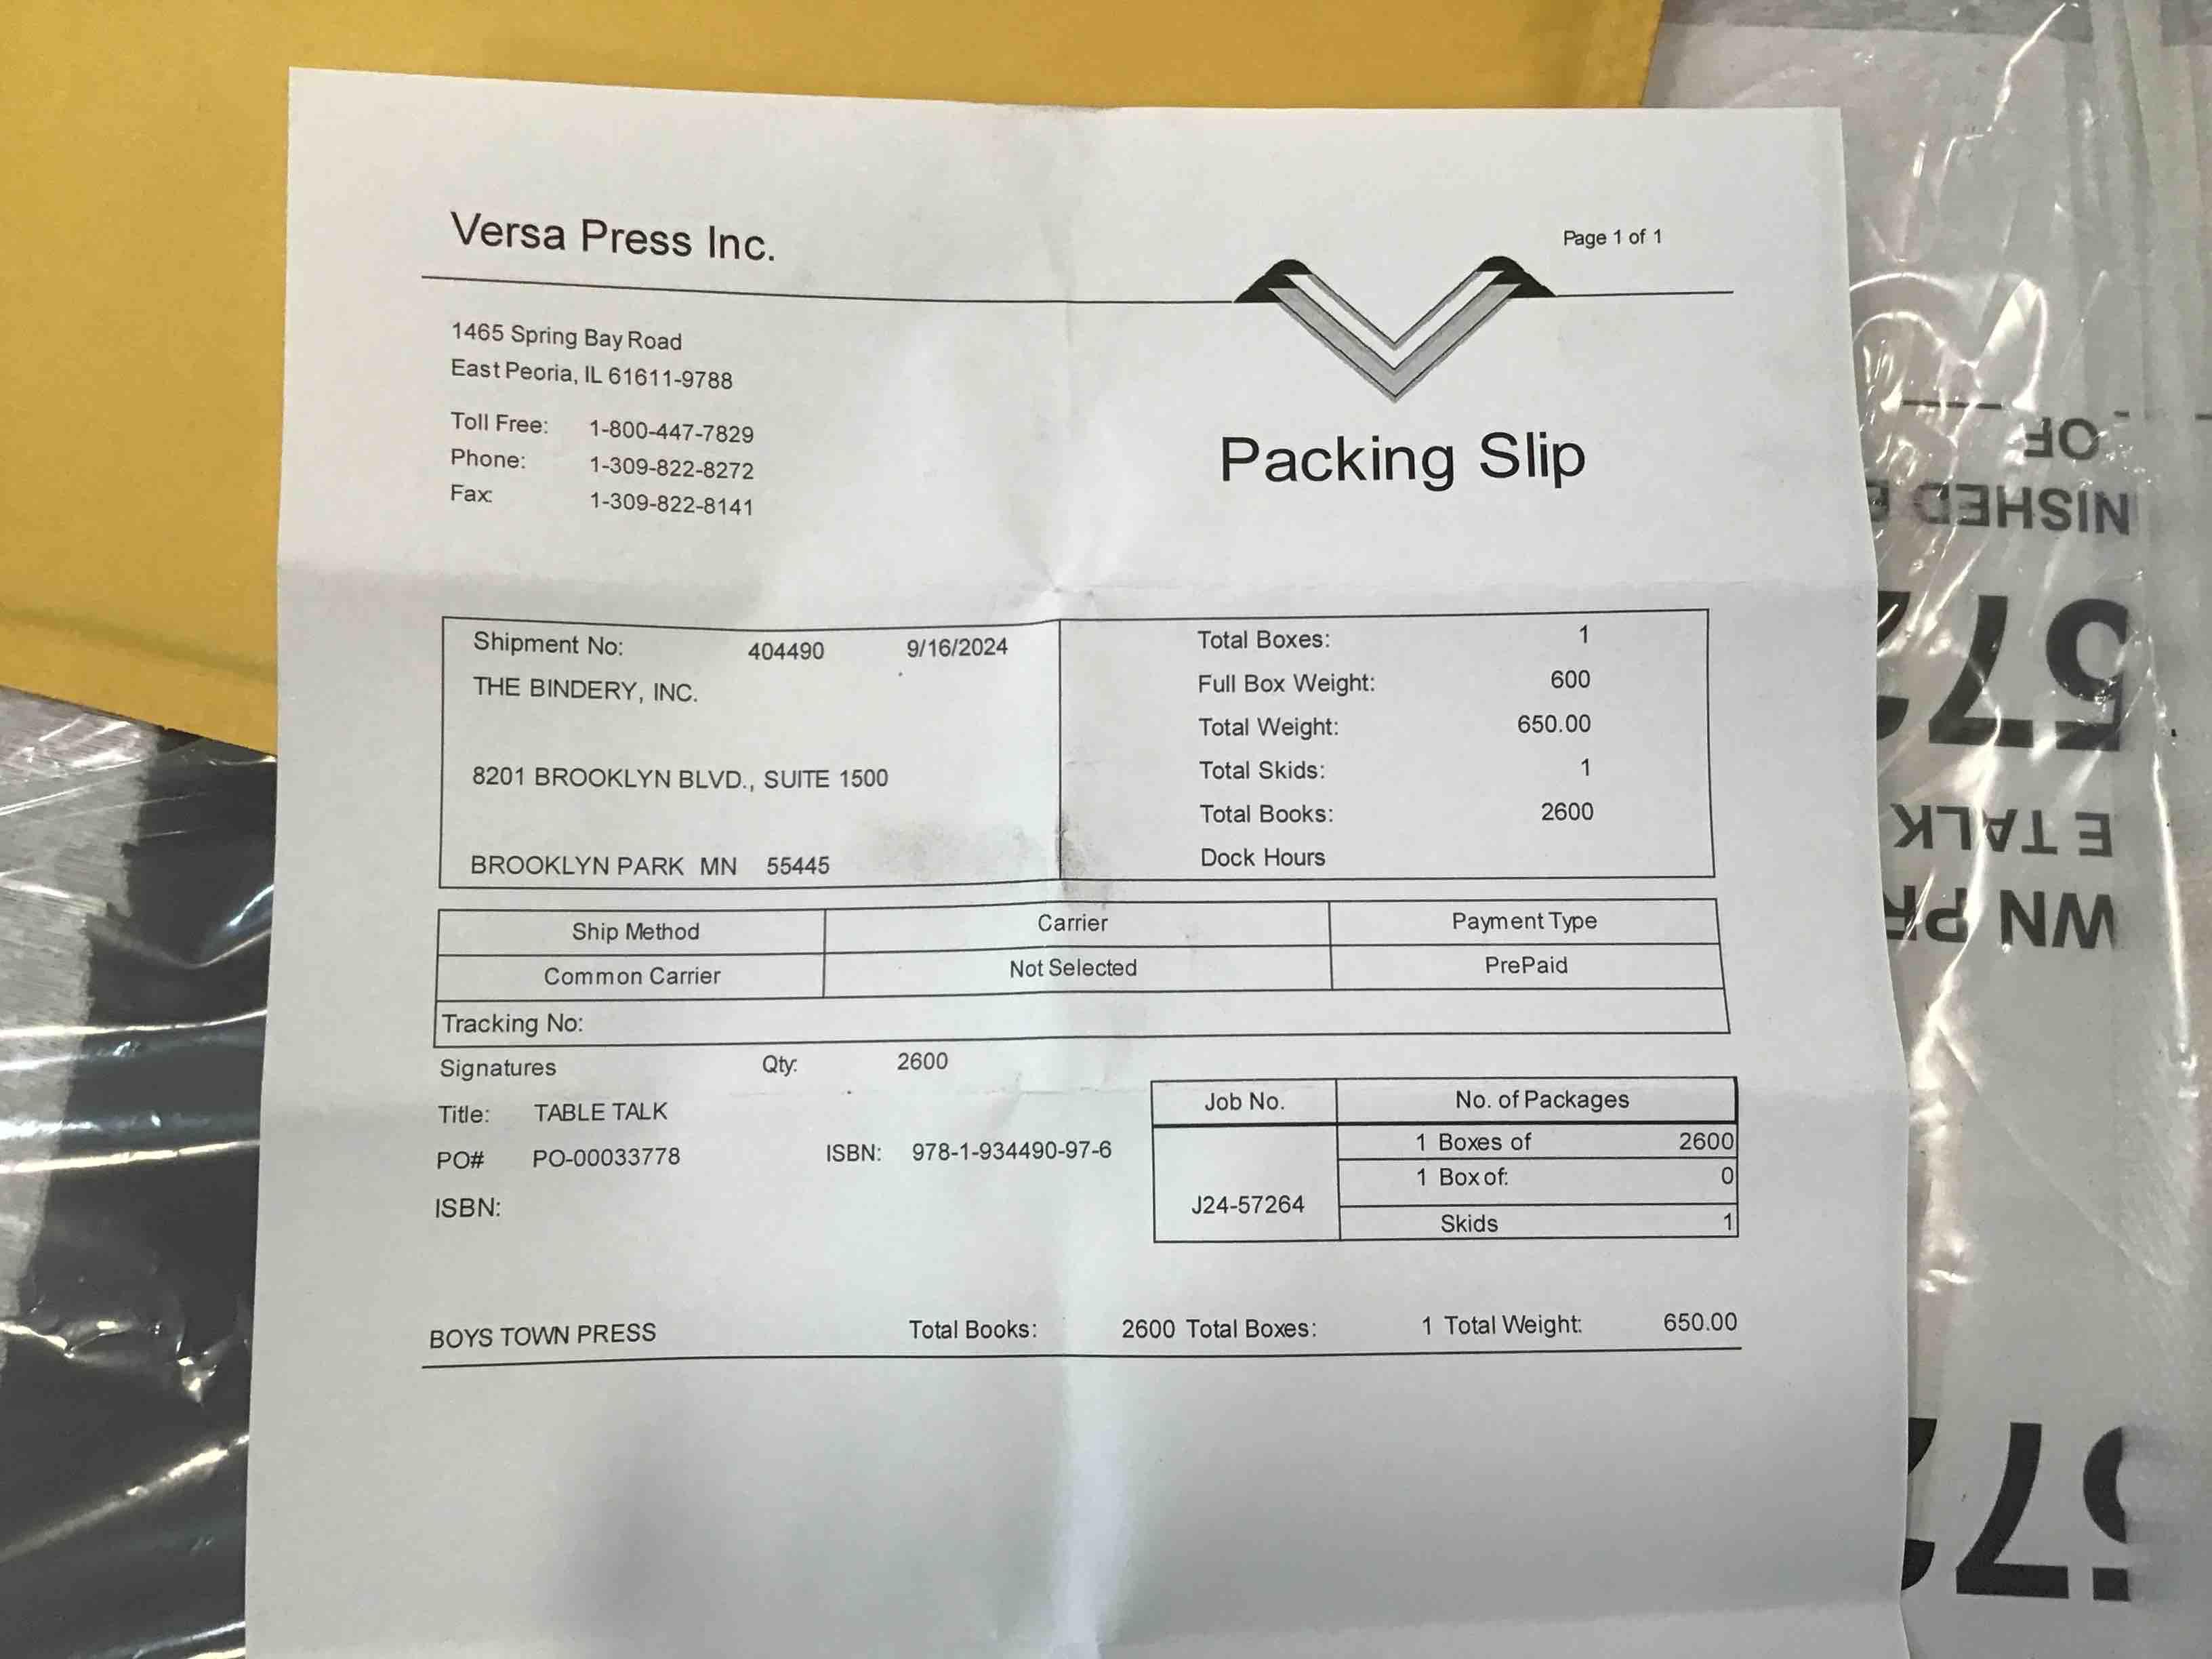 Versa Press Inc.
Page 1 of 1
1465 Spring Bay Road
East Peoria, IL 61611-9788
Toll Free: 1-800-447-7829
Phone: 1-309-822-8272
Fax: 1-309-822-8141
Packing Slip
Shipment No: 404490 9/16/2024
THE BINDERY, INC.
8201 BROOKLYN BLVD., SUITE 1500
BROOKLYN PARK MN 55445
Total Boxes: 1
Full Box Weight: 600
Total Weight: 650.00
Total Skids: 1
Total Books: 2600
Dock Hours
Ship Method Carrier Payment Type
Common Carrier Not Selected PrePaid
Tracking No:
Signatures Qty: 2600
Title: TABLE TALK
PO# PO-00033778 ISBN: 978-1-934490-97-6
ISBN:
Job No. No. of Packages
J24-57264
1 Boxes of 2600
1 Box of: 0
Skids 1
BOYS TOWN PRESS Total Books: 2600 Total Boxes: 1 Total Weight: 650.00
WN PR
E TALK
572
NISHED
OF